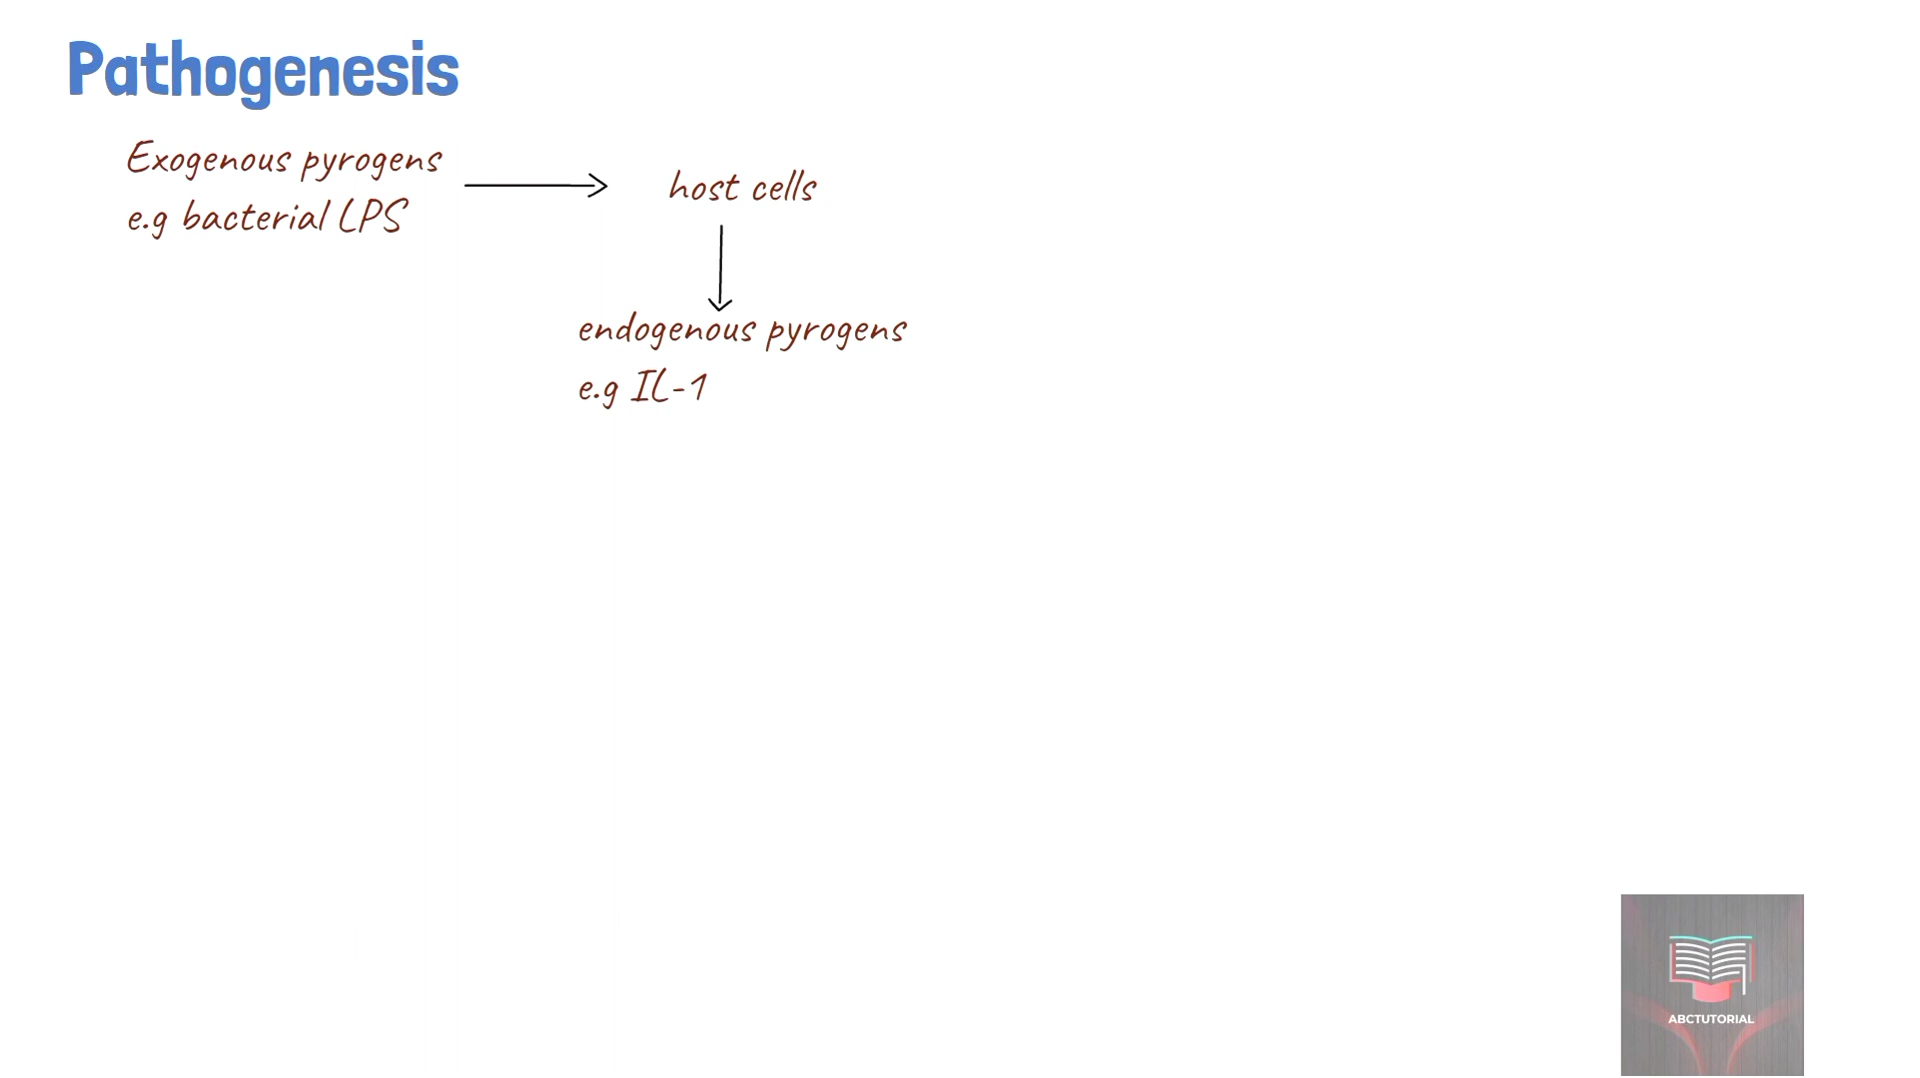 Pathogenesis
Exogenous pyrogens
e.g bacterial LPS
host cells
endogenous pyrogens
e.g IL-1
ABCTUTORIAL